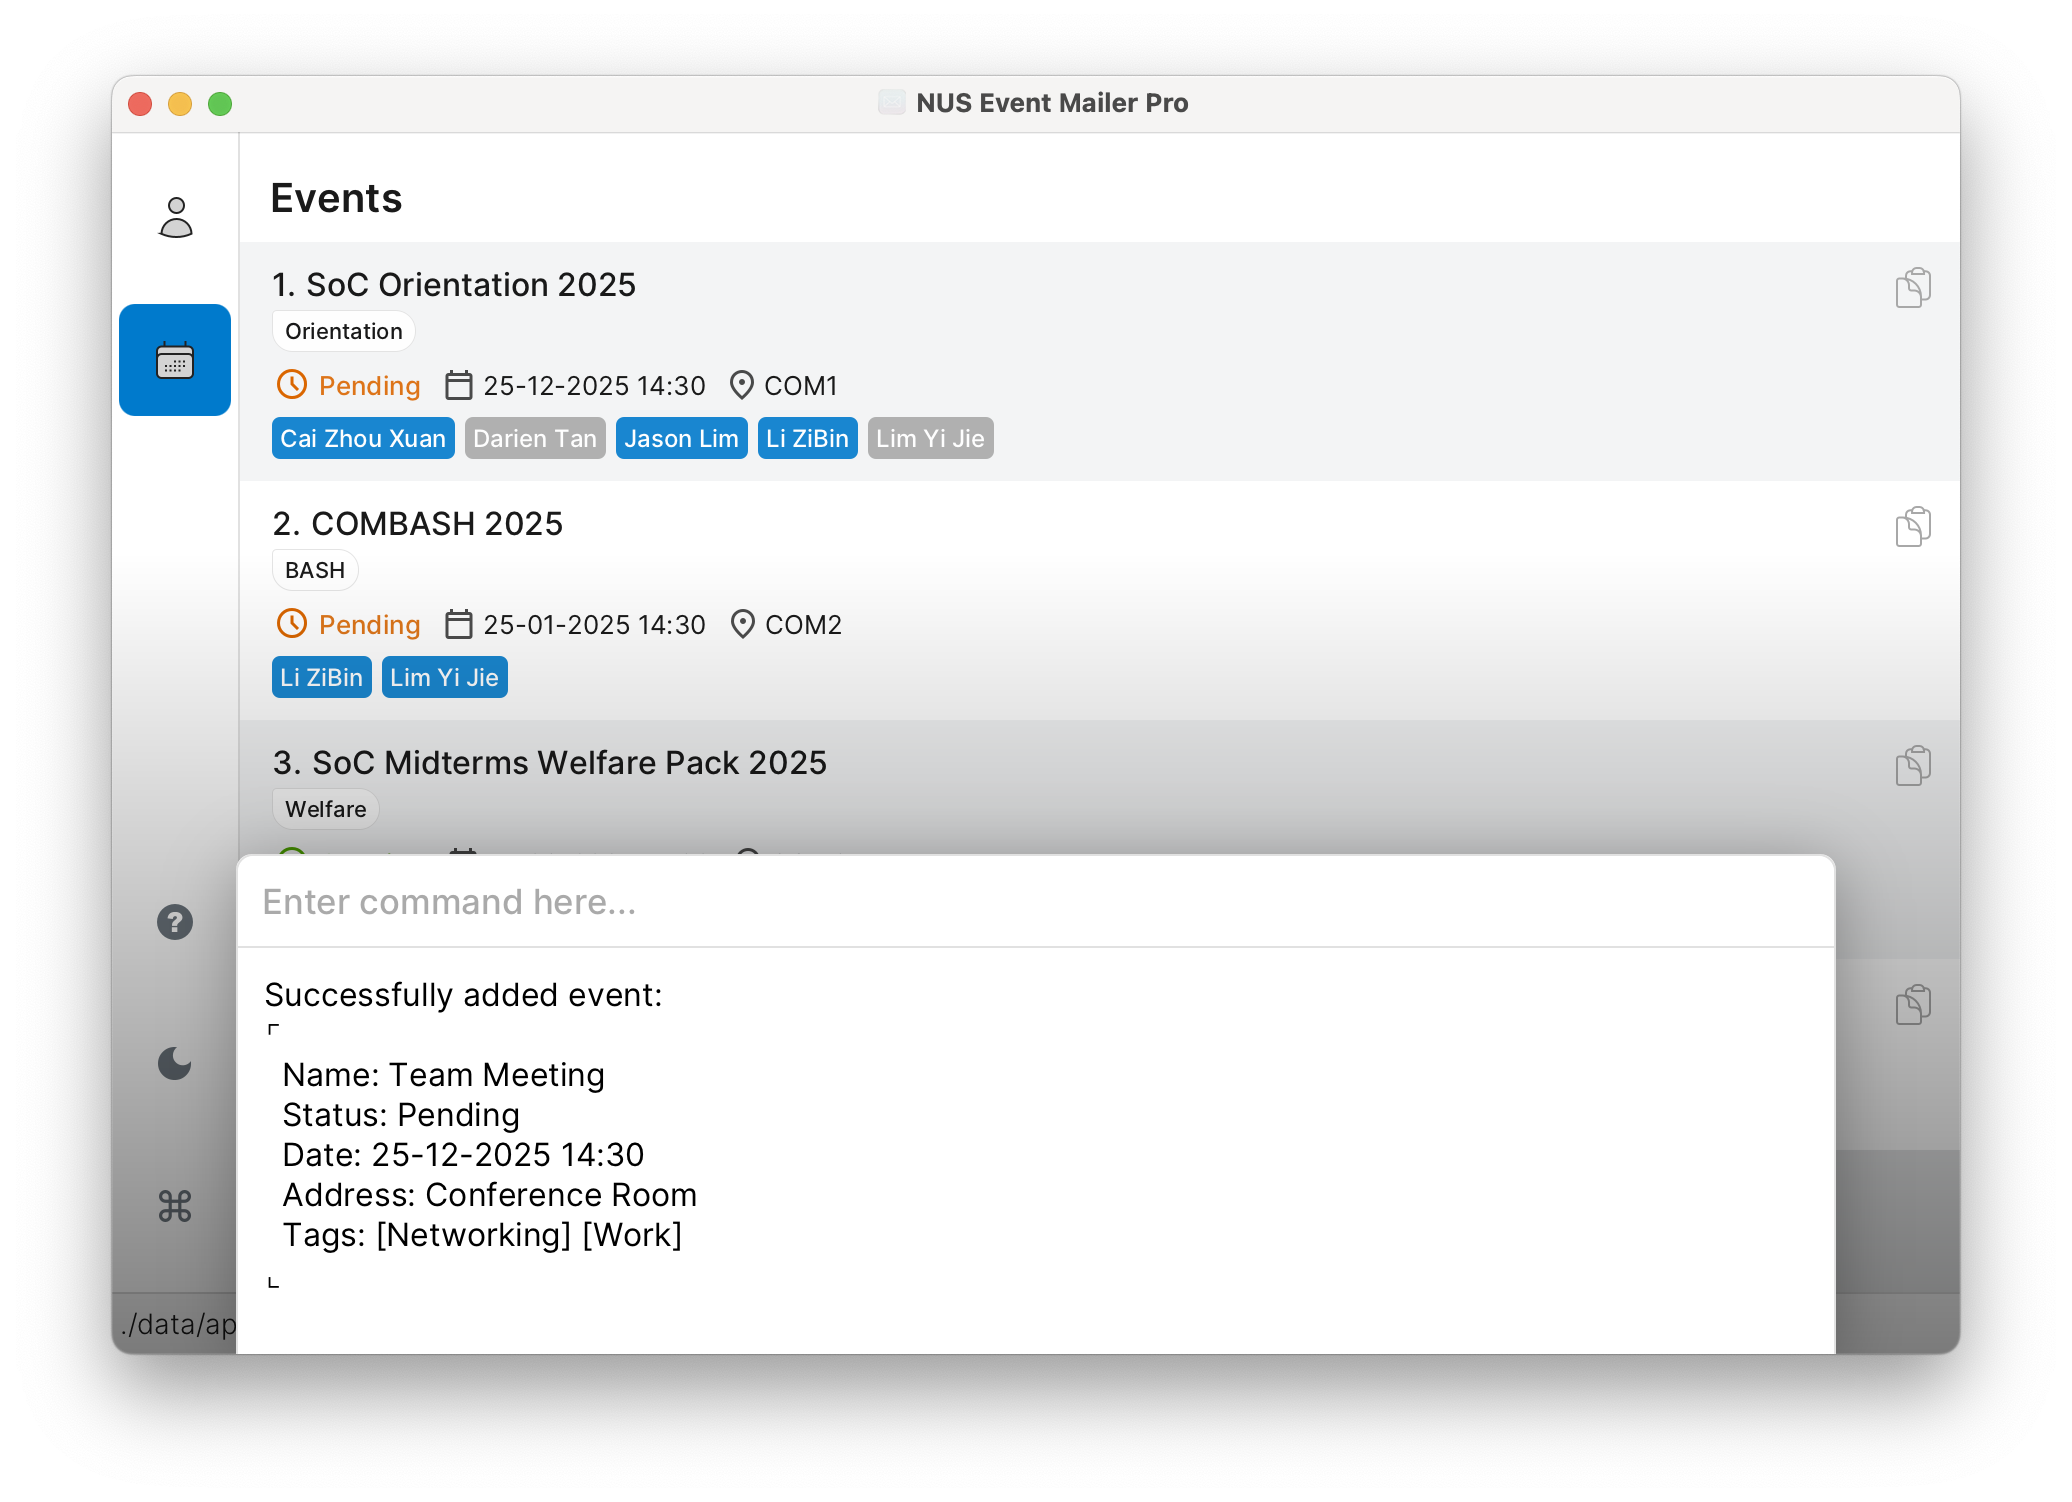 NUS Event Mailer Pro
Events
1. SoC Orientation 2025
Orientation
Pending 25-12-2025 14:30 COM1
Cai Zhou Xuan Darien Tan Jason Lim Li ZiBin Lim Yi Jie
2. COMBASH 2025
BASH
Pending 25-01-2025 14:30 COM2
Li ZiBin Lim Yi Jie
3. SoC Midterms Welfare Pack 2025
Welfare
Enter command here...
Successfully added event:
⌜
Name: Team Meeting
Status: Pending
Date: 25-12-2025 14:30
Address: Conference Room
Tags: [Networking] [Work]
⌞
./data/ap